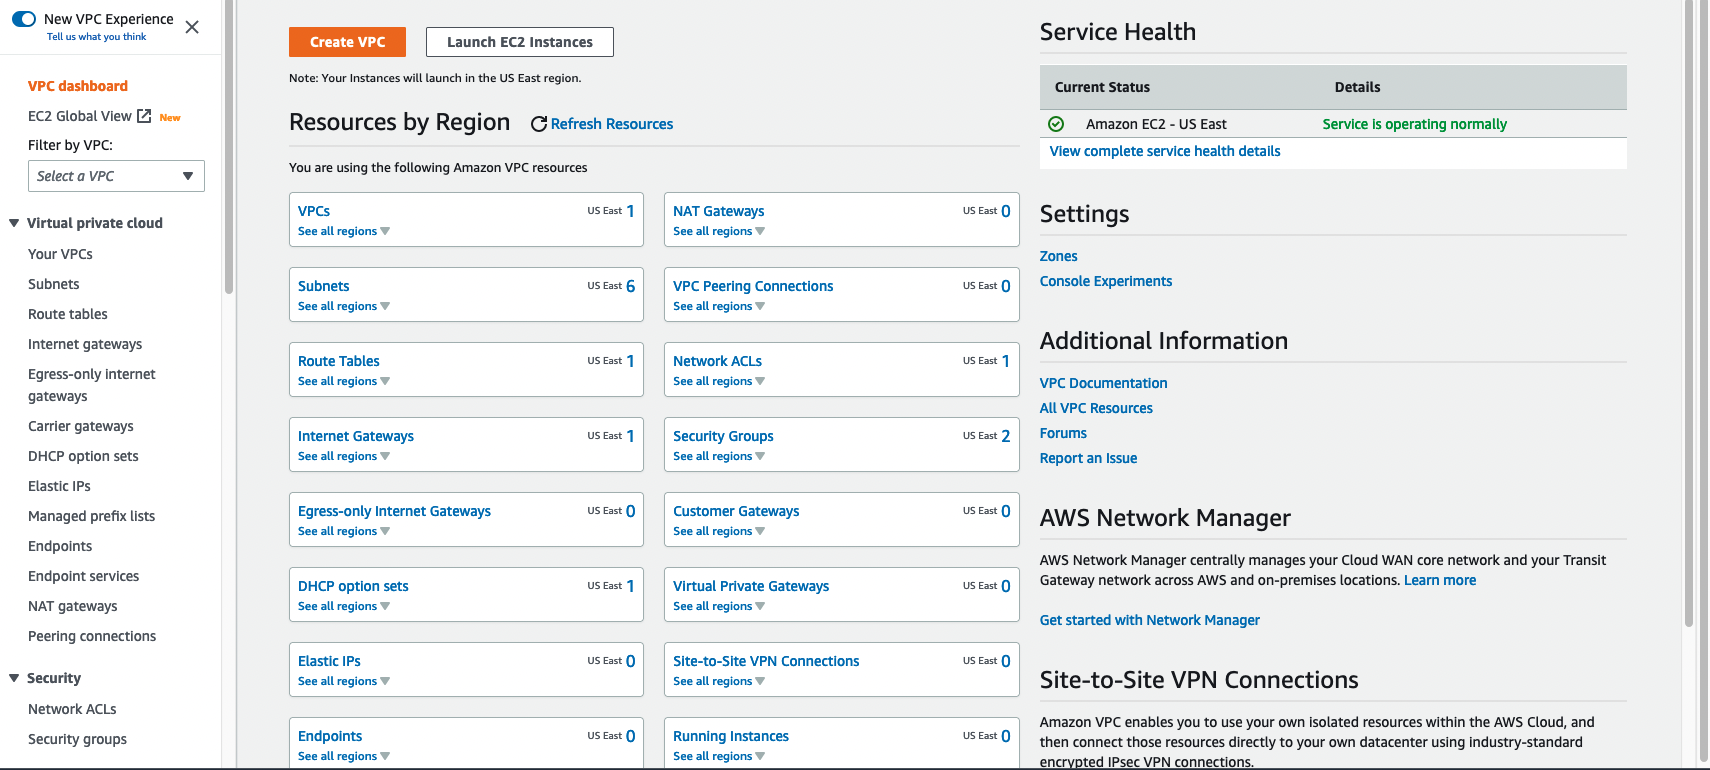 New VPC Experience
Tell us what you think
VPC dashboard
EC2 Global View New
Filter by VPC:
Select a VPC
Virtual private cloud
Your VPCs
Subnets
Route tables
Internet gateways
Egress-only internet
gateways
Carrier gateways
DHCP option sets
Elastic IPs
Managed prefix lists
Endpoints
Endpoint services
NAT gateways
Peering connections
Security
Network ACLs
Security groups
Create VPC Launch EC2 Instances
Note: Your Instances will launch in the US East region.
Resources by Region Refresh Resources
You are using the following Amazon VPC resources
VPCs US East 1
See all regions
NAT Gateways US East 0
See all regions
Subnets US East 6
See all regions
VPC Peering Connections US East 0
See all regions
Route Tables US East 1
See all regions
Network ACLs US East 1
See all regions
Internet Gateways US East 1
See all regions
Security Groups US East 2
See all regions
Egress-only Internet Gateways US East 0
See all regions
Customer Gateways US East 0
See all regions
DHCP option sets US East 1
See all regions
Virtual Private Gateways US East 0
See all regions
Elastic IPs US East 0
See all regions
Site-to-Site VPN Connections US East 0
See all regions
Endpoints US East 0
See all regions
Running Instances US East 0
See all regions
Service Health
Current Status Details
Amazon EC2 - US East Service is operating normally
View complete service health details
Settings
Zones
Console Experiments
Additional Information
VPC Documentation
All VPC Resources
Forums
Report an Issue
AWS Network Manager
AWS Network Manager centrally manages your Cloud WAN core network and your Transit
Gateway network across AWS and on-premises locations. Learn more
Get started with Network Manager
Site-to-Site VPN Connections
Amazon VPC enables you to use your own isolated resources within the AWS Cloud, and
then connect those resources directly to your own datacenter using industry-standard
encrypted IPsec VPN connections.